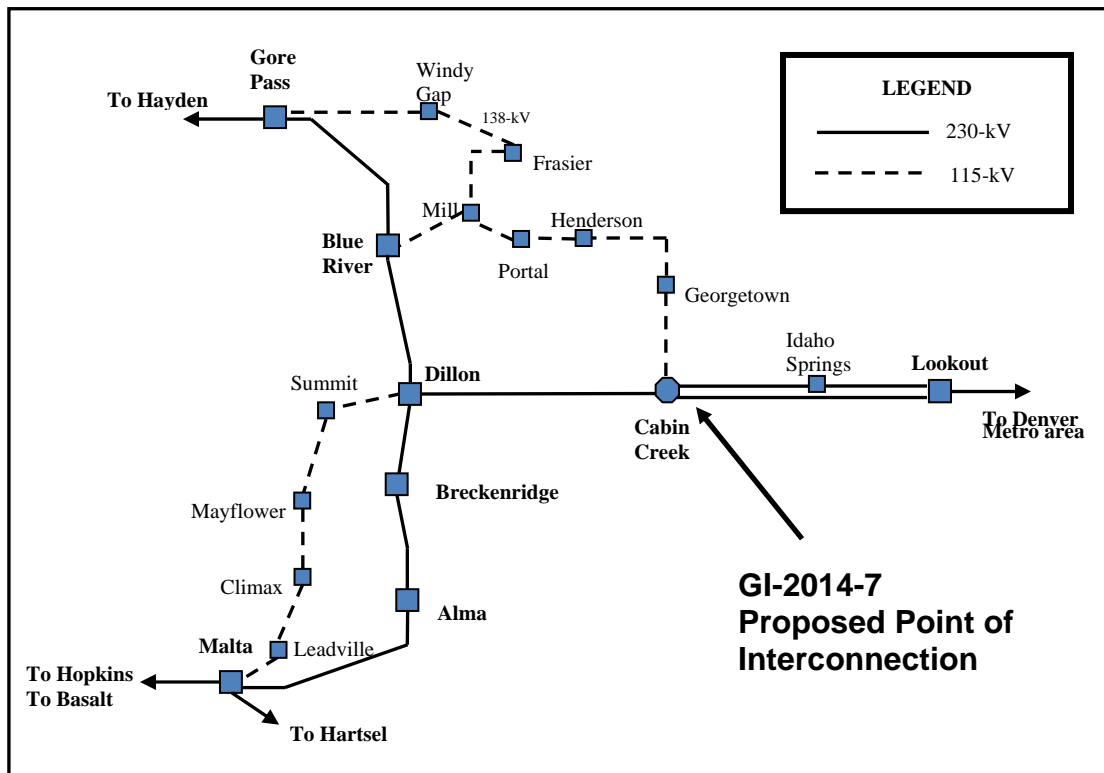 Gore
Pass
Windy
Gap
To Hayden
138-kV
Frasier
LEGEND
230-kV
115-kV
Mill
Henderson
Blue
River
Portal
Georgetown
Idaho
Springs
Lookout
Summit
Dillon
To Denver
Metro area
Cabin
Creek
Breckenridge
Mayflower
Climax
Alma
GI-2014-7
Proposed Point of
Interconnection
Malta
Leadville
To Hopkins
To Basalt
To Hartsel